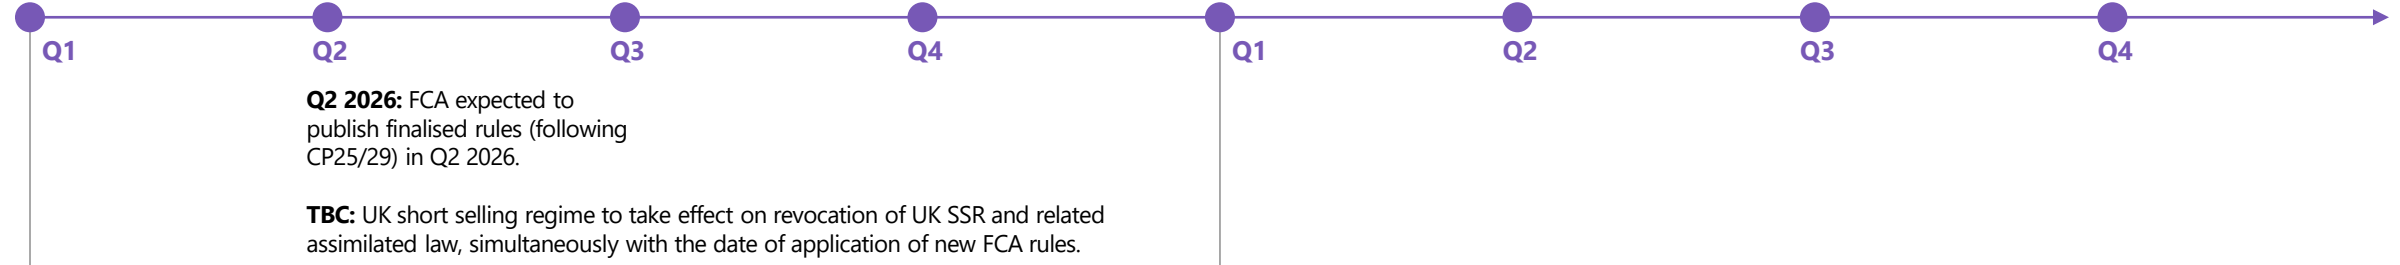 Q1 Q2 Q3 Q4 Q1 Q2 Q3 Q4
Q2 2026: FCA expected to
publish finalised rules (following
CP25/29) in Q2 2026.
TBC: UK short selling regime to take effect on revocation of UK SSR and related
assimilated law, simultaneously with the date of application of new FCA rules.